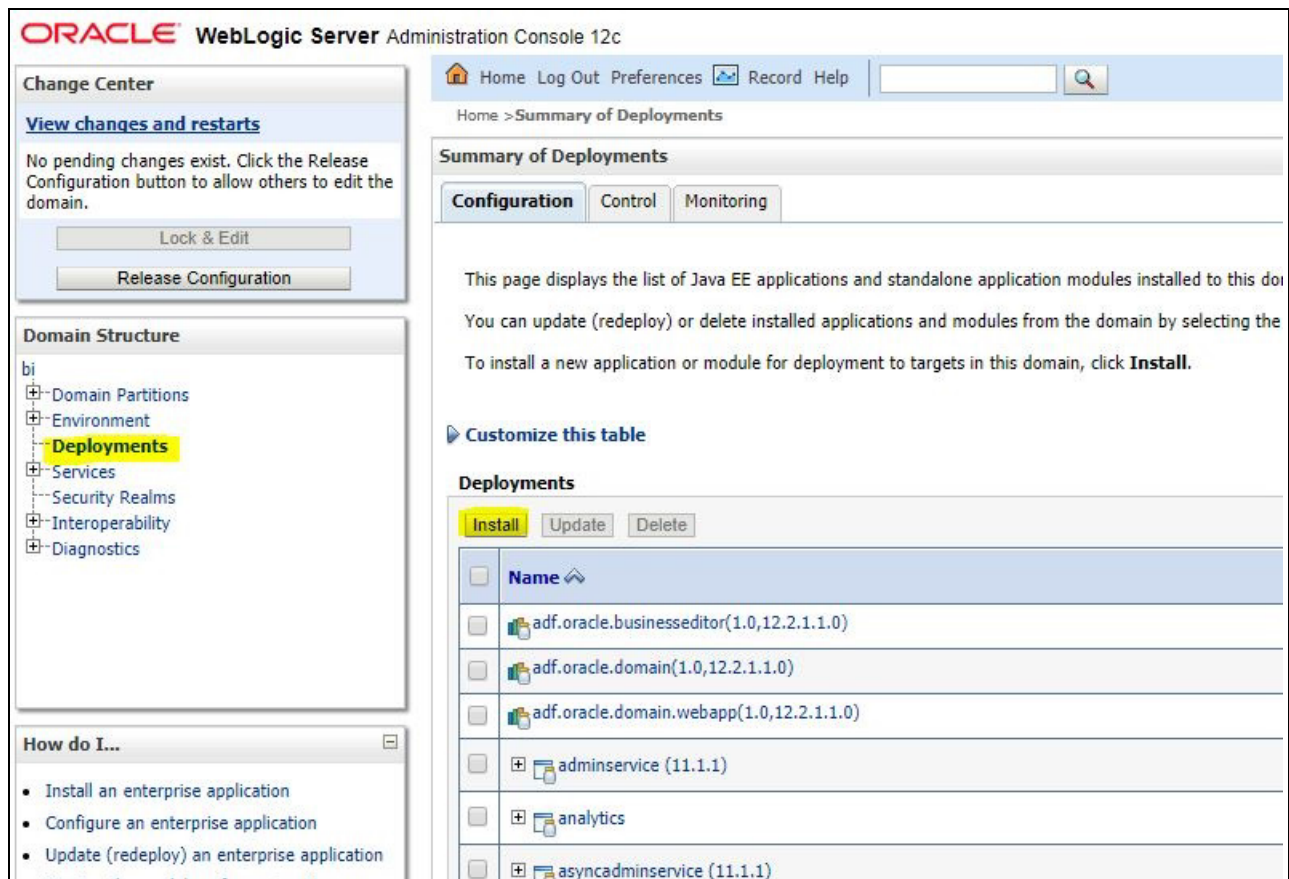 ORACLE WebLogic Server Administration Console 12c
Change Center
View changes and restarts
No pending changes exist. Click the Release
Configuration button to allow others to edit the
domain.
Lock & Edit
Release Configuration
Domain Structure
bi
Domain Partitions
Environment
Deployments
Services
Security Realms
Interoperability
Diagnostics
How do I...
Install an enterprise application
Configure an enterprise application
Update (redeploy) an enterprise application
Home Log Out Preferences Record Help
Home >Summary of Deployments
Summary of Deployments
Configuration Control Monitoring
This page displays the list of Java EE applications and standalone application modules installed to this
You can update (redeploy) or delete installed applications and modules from the domain by selecting the
To install a new application or module for deployment to targets in this domain, click Install.
Customize this table
Deployments
Install Update Delete
Name
adf.oracle.businesseditor(1.0,12.2.1.1.0)
adf.oracle.domain(1.0,12.2.1.1.0)
adf.oracle.domain.webapp(1.0,12.2.1.1.0)
adminservice (11.1.1)
analytics
asyncadminservice (11.1.1)